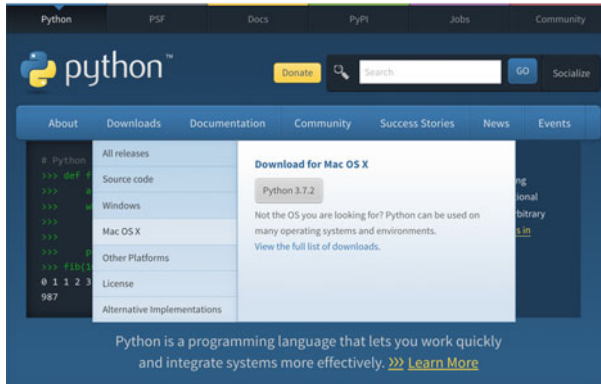 Python PSF Docs PyPI Jobs Community
python™
Donate Search GO Socialize
About Downloads Documentation Community Success Stories News Events
All releases
Source code
Windows
Mac OS X
Other Platforms
License
Alternative Implementations
Download for Mac OS X
Python 3.7.2
Not the OS you are looking for? Python can be used on
many operating systems and environments.
View the full list of downloads.
# Python
>>> def f
>>> a
>>> w
>>>
>>>
>>> p
>>> fib(1
0 1 1 2 3
987
ng
ional
rbitrary
s in
Python is a programming language that lets you work quickly
and integrate systems more effectively. >>> Learn More